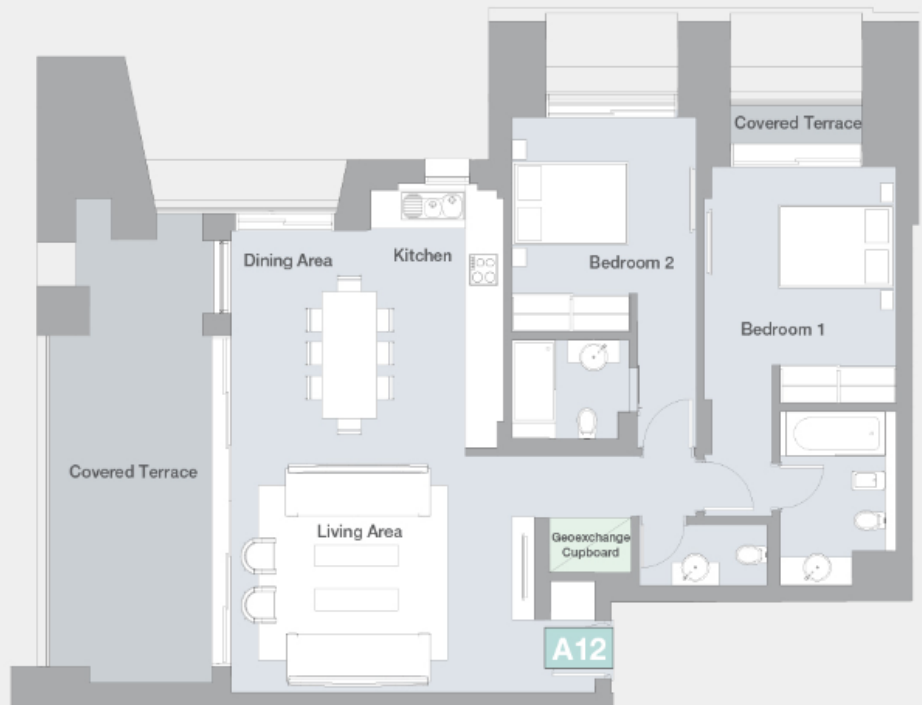 Covered Terrace
Dining Area
Kitchen
Bedroom 2
Bedroom 1
Covered Terrace
Living Area
Geoexchange
Cupboard
A12